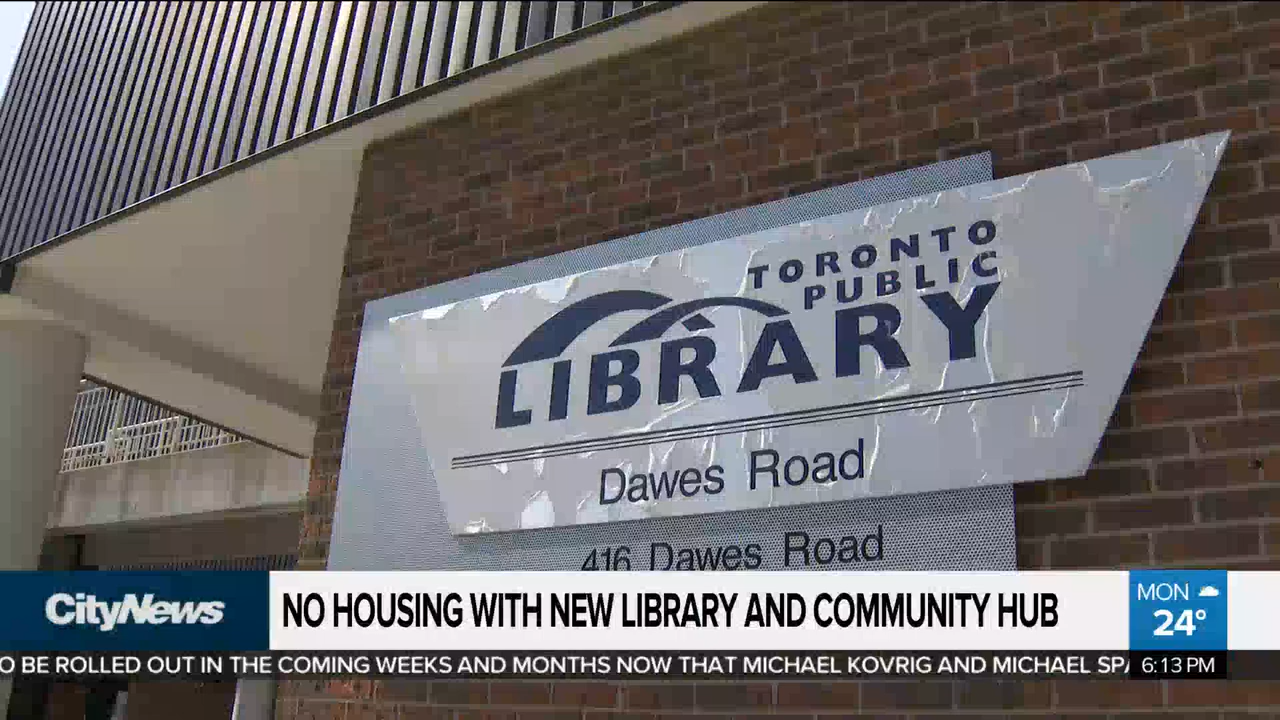 TORONTO
PUBLIC
LIBRARY
Dawes Road
416 Dawes Road
CityNews
NO HOUSING WITH NEW LIBRARY AND COMMUNITY HUB
MON
24°
O BE ROLLED OUT IN THE COMING WEEKS AND MONTHS NOW THAT MICHAEL KOVRIG AND MICHAEL SPA
6:13 PM